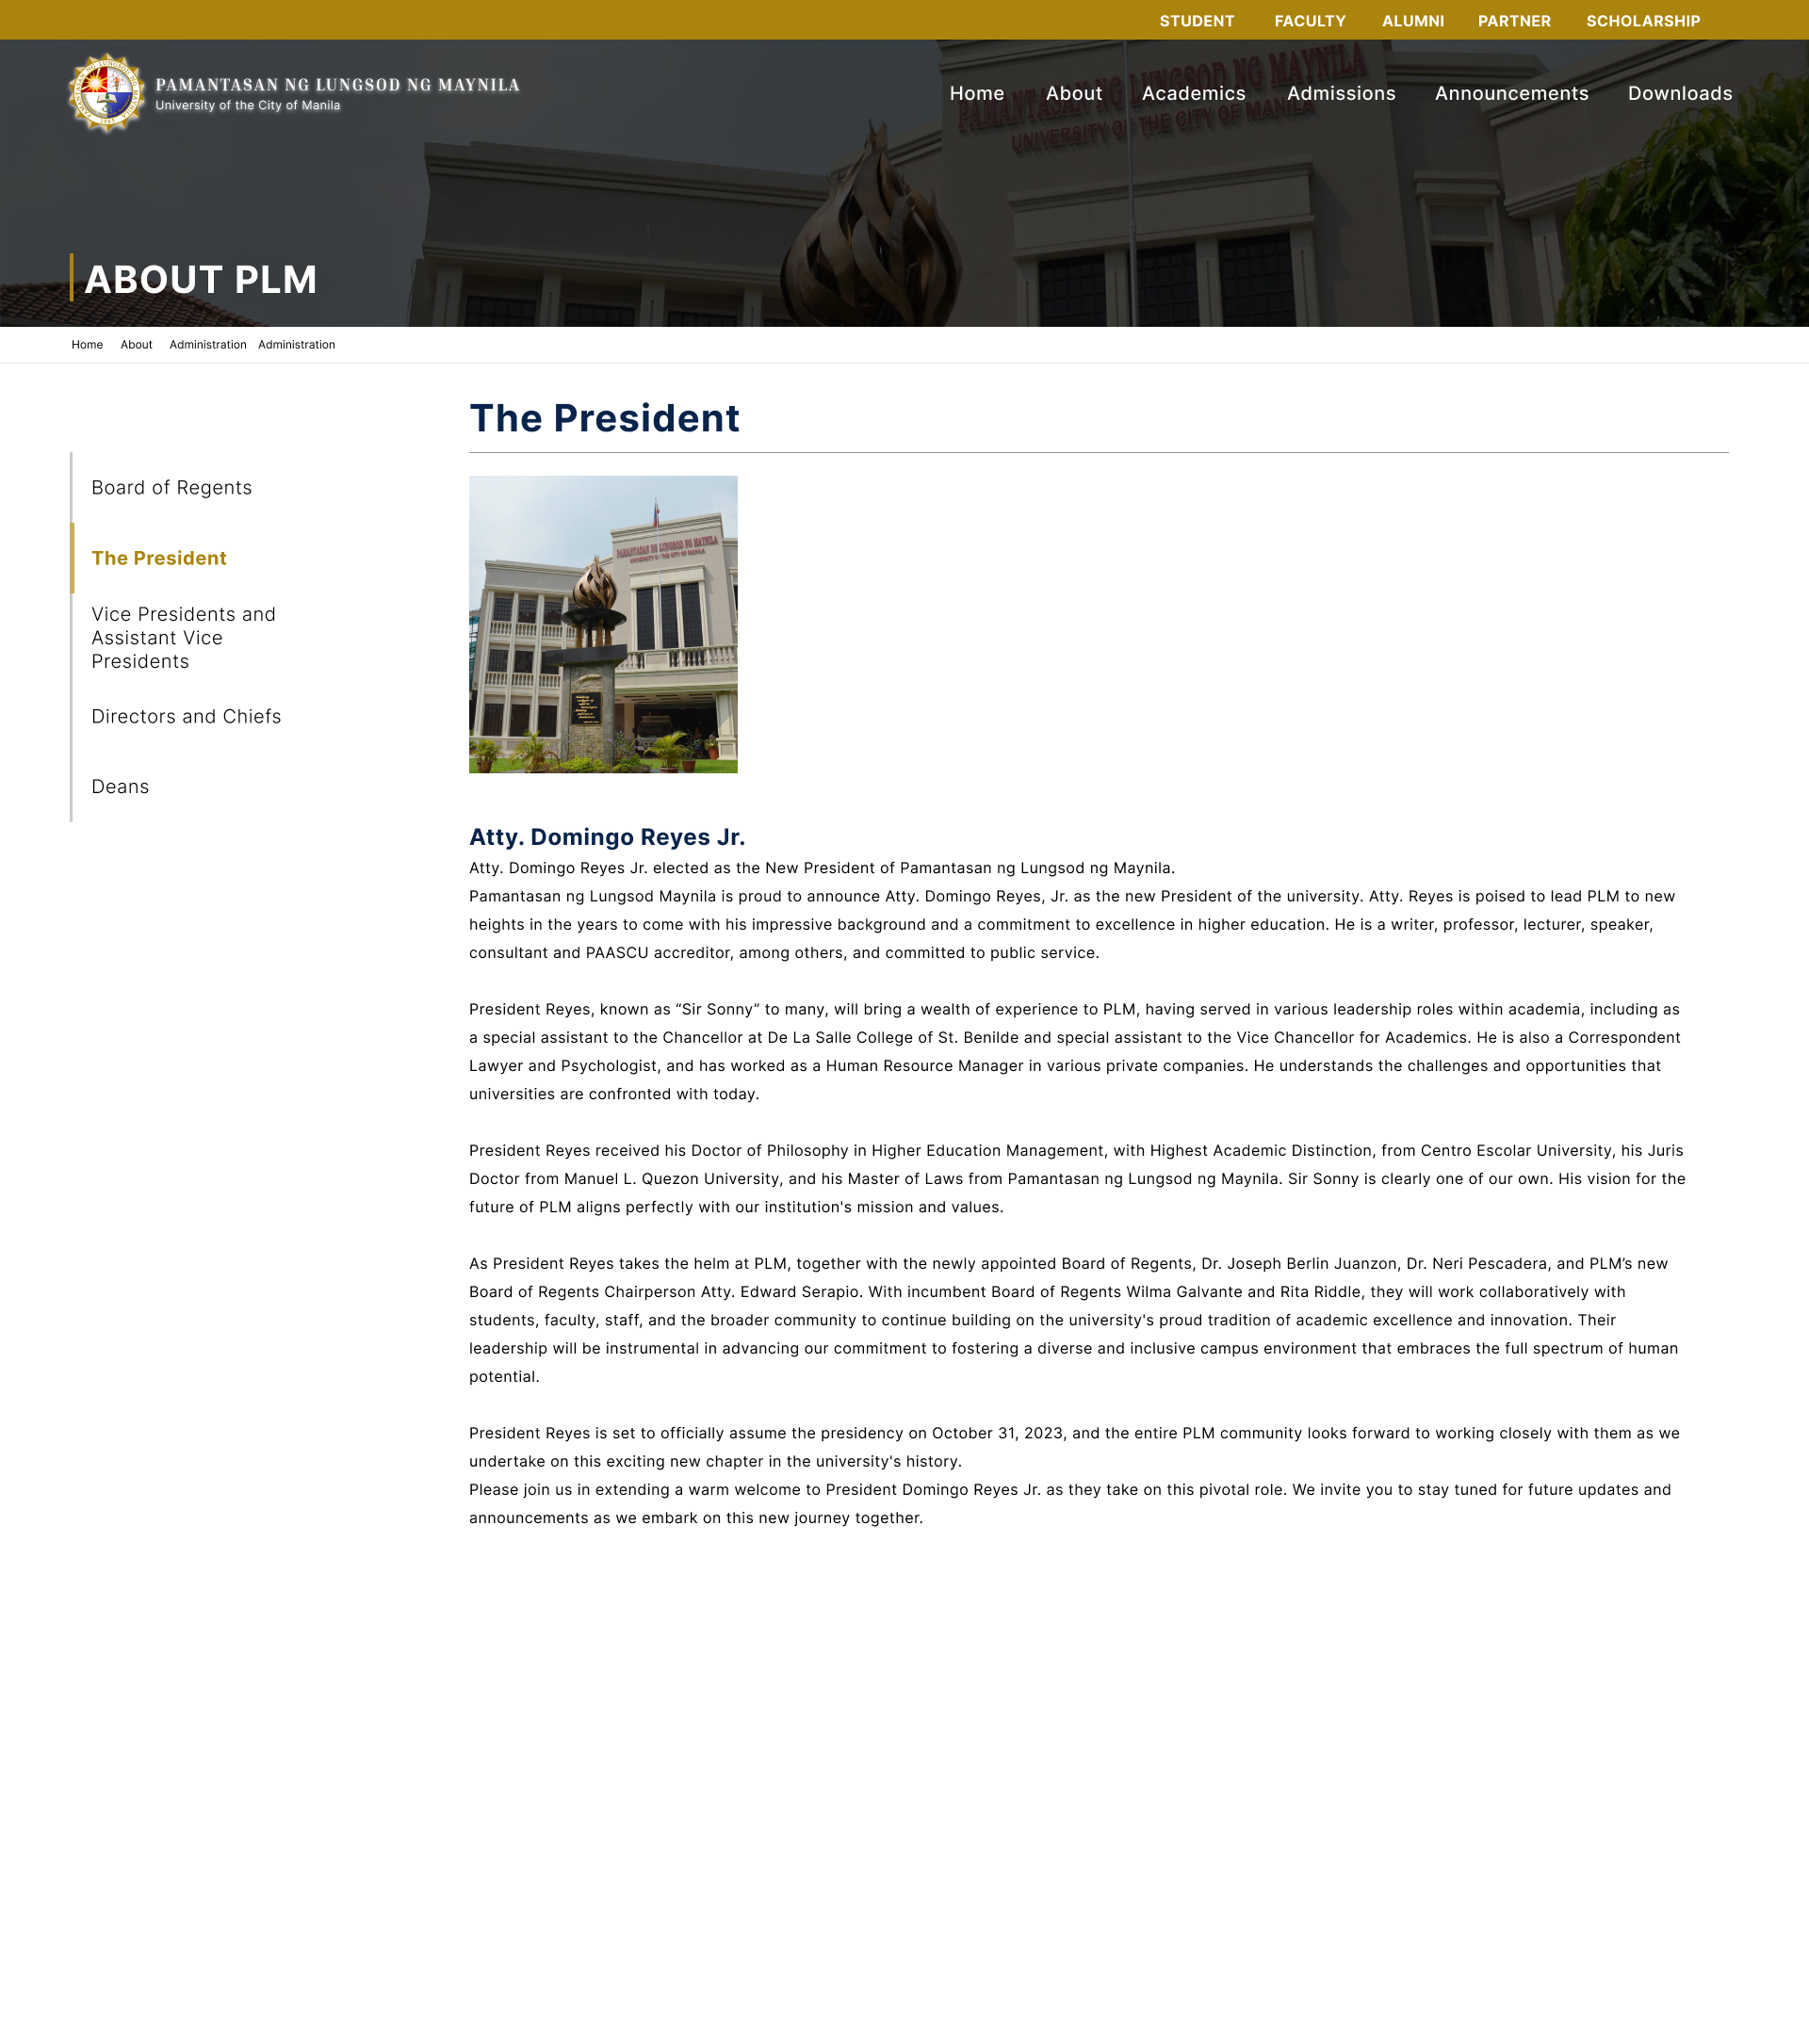 STUDENT FACULTY ALUMNI PARTNER SCHOLARSHIP
PAMANTASAN NG LUNGSOD NG MAYNILA
University of the City of Manila
Home About Academics Admissions Announcements Downloads
PAMANTASAN NG LUNGSOD NG MAYNILA
UNIVERSITY OF THE CITY OF MANILA
ABOUT PLM
Home About Administration Administration
The President
Board of Regents
The President
Vice Presidents and
Assistant Vice
Presidents
Directors and Chiefs
Deans
PAMANTASAN NG LUNGSOD NG MAYNILA
UNIVERSITY OF THE CITY OF MANILA
Atty. Domingo Reyes Jr.
Atty. Domingo Reyes Jr. elected as the New President of Pamantasan ng Lungsod ng Maynila.
Pamantasan ng Lungsod Maynila is proud to announce Atty. Domingo Reyes, Jr. as the new President of the university. Atty. Reyes is poised to lead PLM to new
heights in the years to come with his impressive background and a commitment to excellence in higher education. He is a writer, professor, lecturer, speaker,
consultant and PAASCU accreditor, among others, and committed to public service.
President Reyes, known as “Sir Sonny” to many, will bring a wealth of experience to PLM, having served in various leadership roles within academia, including as
a special assistant to the Chancellor at De La Salle College of St. Benilde and special assistant to the Vice Chancellor for Academics. He is also a Correspondent
Lawyer and Psychologist, and has worked as a Human Resource Manager in various private companies. He understands the challenges and opportunities that
universities are confronted with today.
President Reyes received his Doctor of Philosophy in Higher Education Management, with Highest Academic Distinction, from Centro Escolar University, his Juris
Doctor from Manuel L. Quezon University, and his Master of Laws from Pamantasan ng Lungsod ng Maynila. Sir Sonny is clearly one of our own. His vision for the
future of PLM aligns perfectly with our institution's mission and values.
As President Reyes takes the helm at PLM, together with the newly appointed Board of Regents, Dr. Joseph Berlin Juanzon, Dr. Neri Pescadera, and PLM’s new
Board of Regents Chairperson Atty. Edward Serapio. With incumbent Board of Regents Wilma Galvante and Rita Riddle, they will work collaboratively with
students, faculty, staff, and the broader community to continue building on the university's proud tradition of academic excellence and innovation. Their
leadership will be instrumental in advancing our commitment to fostering a diverse and inclusive campus environment that embraces the full spectrum of human
potential.
President Reyes is set to officially assume the presidency on October 31, 2023, and the entire PLM community looks forward to working closely with them as we
undertake on this exciting new chapter in the university's history.
Please join us in extending a warm welcome to President Domingo Reyes Jr. as they take on this pivotal role. We invite you to stay tuned for future updates and
announcements as we embark on this new journey together.